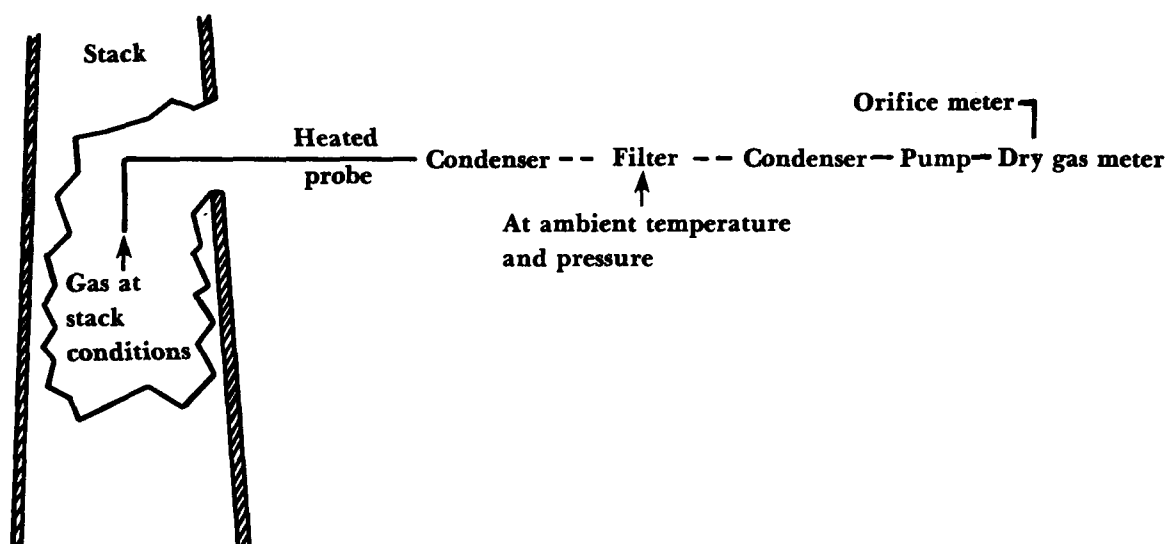 Stack
Orifice meter
Heated
probe
Condenser -- Filter -- Condenser – Pump – Dry gas meter
At ambient temperature
and pressure
Gas at
stack
conditions